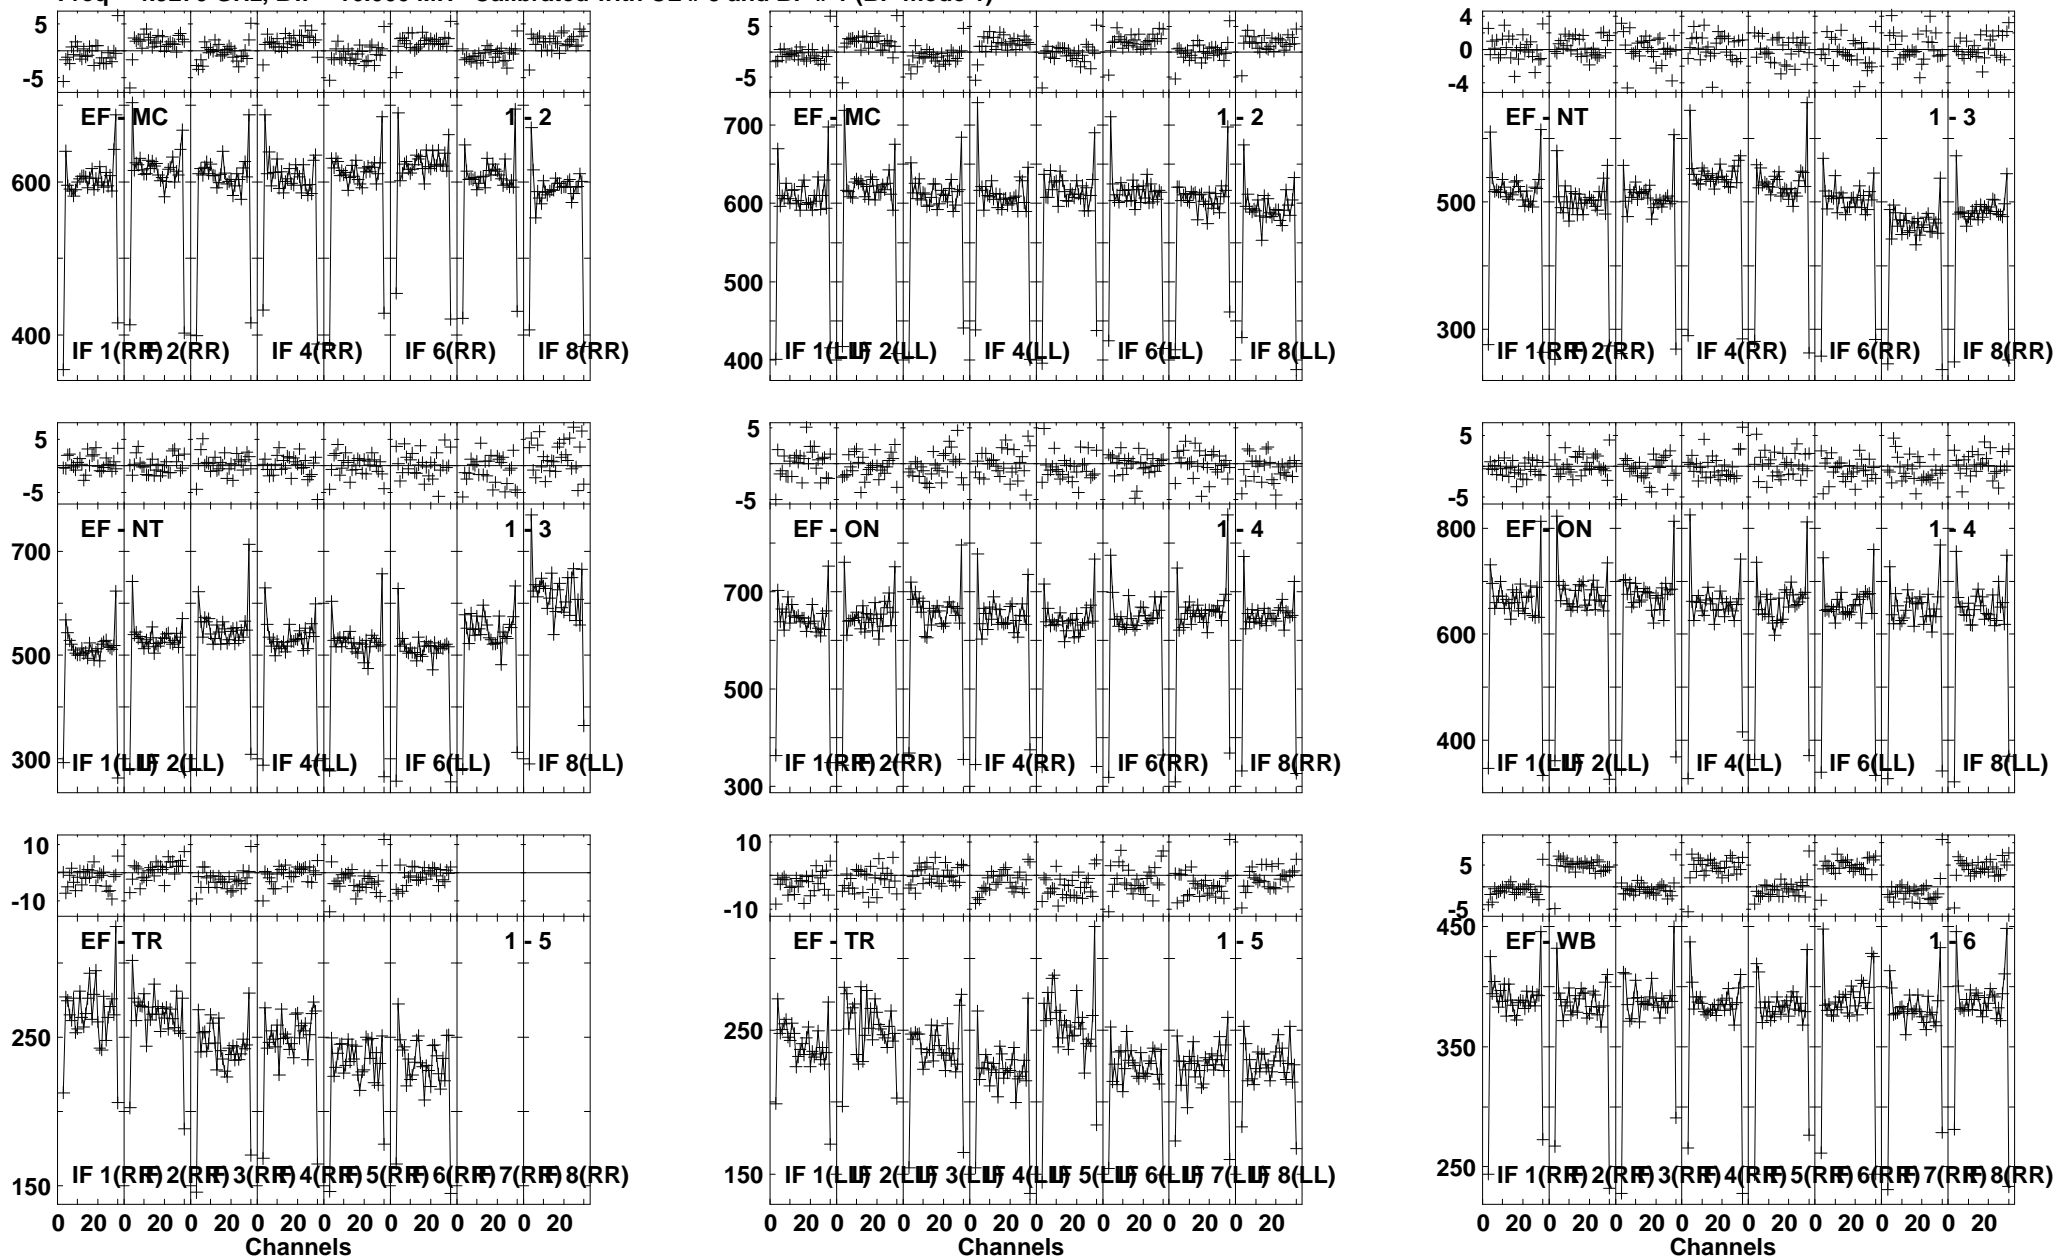 5
-5
EF - MC
1 - 2
600
400
IF 1(RR)
IF 2(RR)
IF 4(RR)
IF 6(RR)
IF 8(RR)
5
-5
EF - MC
1 - 2
700
600
500
400
IF 1(LL)
IF 2(LL)
IF 4(LL)
IF 6(LL)
IF 8(LL)
4
0
-4
EF - NT
1 - 3
500
300
IF 1(RR)
IF 2(RR)
IF 4(RR)
IF 6(RR)
IF 8(RR)
5
-5
EF - NT
1 - 3
700
500
300
IF 1(LL)
IF 2(LL)
IF 4(LL)
IF 6(LL)
IF 8(LL)
5
-5
EF - ON
1 - 4
700
500
300
IF 1(RR)
IF 2(RR)
IF 4(RR)
IF 6(RR)
IF 8(RR)
5
-5
EF - ON
1 - 4
800
600
400
IF 1(LL)
IF 2(LL)
IF 4(LL)
IF 6(LL)
IF 8(LL)
10
-10
EF - TR
1 - 5
250
150
IF 1(RR)
IF 2(RR)
IF 3(RR)
IF 4(RR)
IF 5(RR)
IF 6(RR)
IF 7(RR)
IF 8(RR)
0 20 0 20 0 20 0 20 0 20 0 20 0 20 0 20
Channels
10
-10
EF - TR
1 - 5
250
150
IF 1(LL)
IF 2(LL)
IF 3(LL)
IF 4(LL)
IF 5(LL)
IF 6(LL)
IF 7(LL)
IF 8(LL)
0 20 0 20 0 20 0 20 0 20 0 20 0 20 0 20
Channels
5
-5
EF - WB
1 - 6
450
350
250
IF 1(RR)
IF 2(RR)
IF 3(RR)
IF 4(RR)
IF 5(RR)
IF 6(RR)
IF 7(RR)
IF 8(RR)
0 20 0 20 0 20 0 20 0 20 0 20 0 20 0 20
Channels